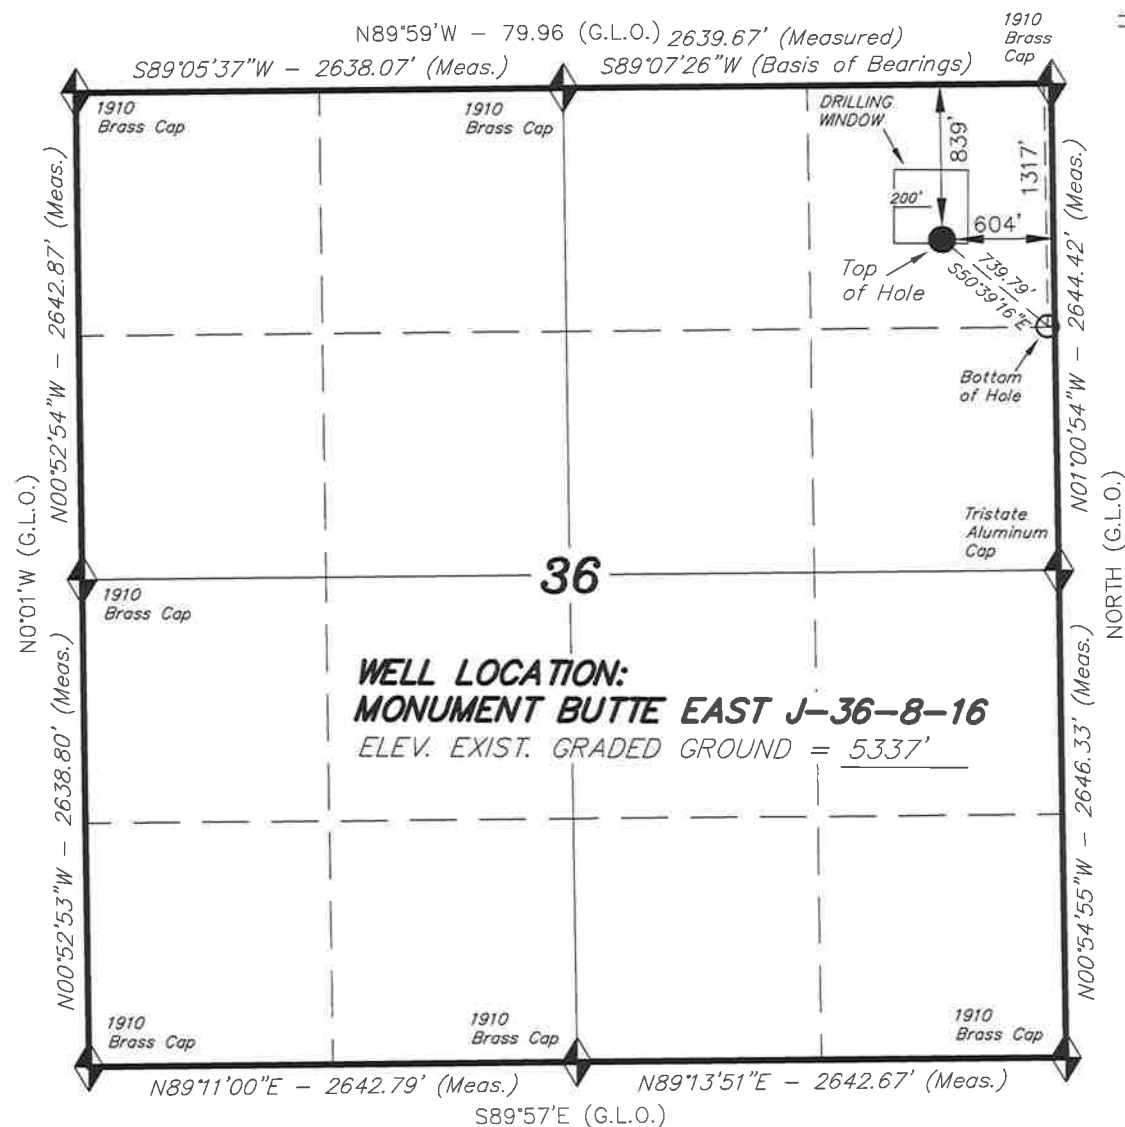 N89°59'W - 79.96 (G.L.O.)
2639.67' (Measured)
S89°05'37"W - 2638.07' (Meas.)
S89°07'26"W (Basis of Bearings)
1910
Brass
Cap
1910
Brass Cap
1910
Brass Cap
DRILLING
WINDOW
839'
1317'
200'
604'
Top
of Hole
739.79'
S50°39'16"E
Bottom
of Hole
N00°52'54"W - 2642.87' (Meas.)
N01°00'54"W - 2644.42' (Meas.)
N0°01'W (G.L.O.)
NORTH (G.L.O.)
Tristate
Aluminum
Cap
36
1910
Brass Cap
WELL LOCATION:
MONUMENT BUTTE EAST J-36-8-16
ELEV. EXIST. GRADED GROUND = 5337'
N00°52'53"W - 2638.80' (Meas.)
N00°54'55"W - 2646.33' (Meas.)
1910
Brass Cap
1910
Brass Cap
1910
Brass Cap
N89°11'00"E - 2642.79' (Meas.)
N89°13'51"E - 2642.67' (Meas.)
S89°57'E (G.L.O.)